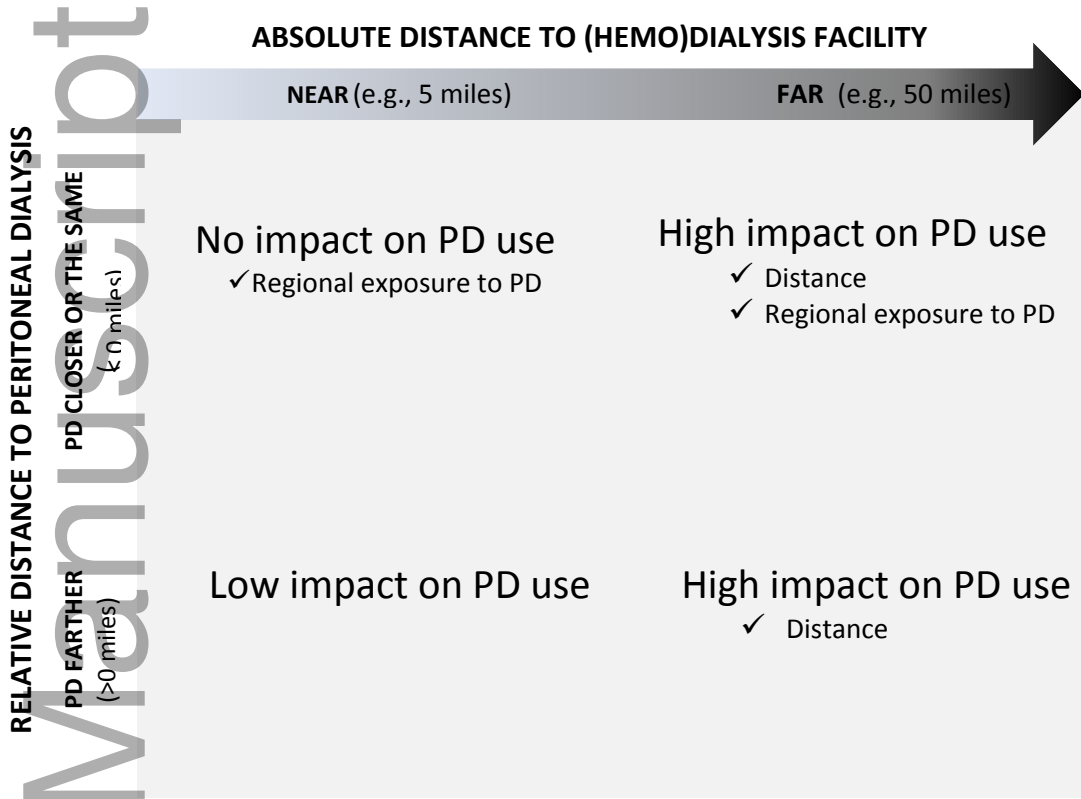 ABSOLUTE DISTANCE TO (HEMO)DIALYSIS FACILITY
NEAR (e.g., 5 miles)
FAR (e.g., 50 miles)
RELATIVE DISTANCE TO PERITONEAL DIALYSIS
PD CLOSER OR THE SAME
(< 0 miles)
No impact on PD use
✓ Regional exposure to PD
High impact on PD use
✓ Distance
✓ Regional exposure to PD
PD FARTHER
(>0 miles)
Low impact on PD use
High impact on PD use
✓ Distance
Manuscript